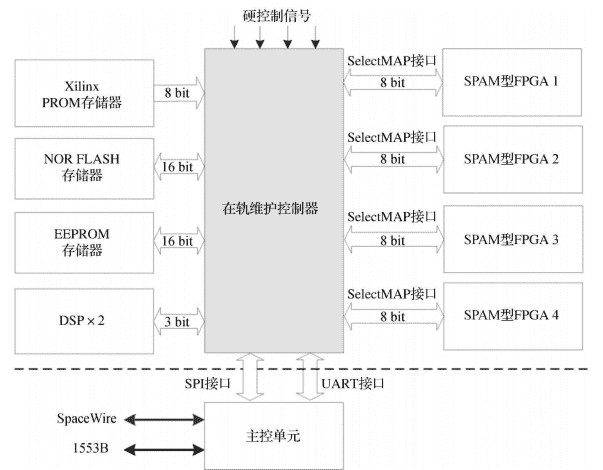 硬控制信号
Xilinx
PROM存储器
8 bit
NOR FLASH
存储器
16 bit
EEPROM
存储器
16 bit
DSP×2
3 bit
在轨维护控制器
SelectMAP接口
8 bit
SPAM型FPGA 1
SelectMAP接口
8 bit
SPAM型FPGA 2
SelectMAP接口
8 bit
SPAM型FPGA 3
SelectMAP接口
8 bit
SPAM型FPGA 4
SPI接口
UART接口
SpaceWire
1553B
主控单元